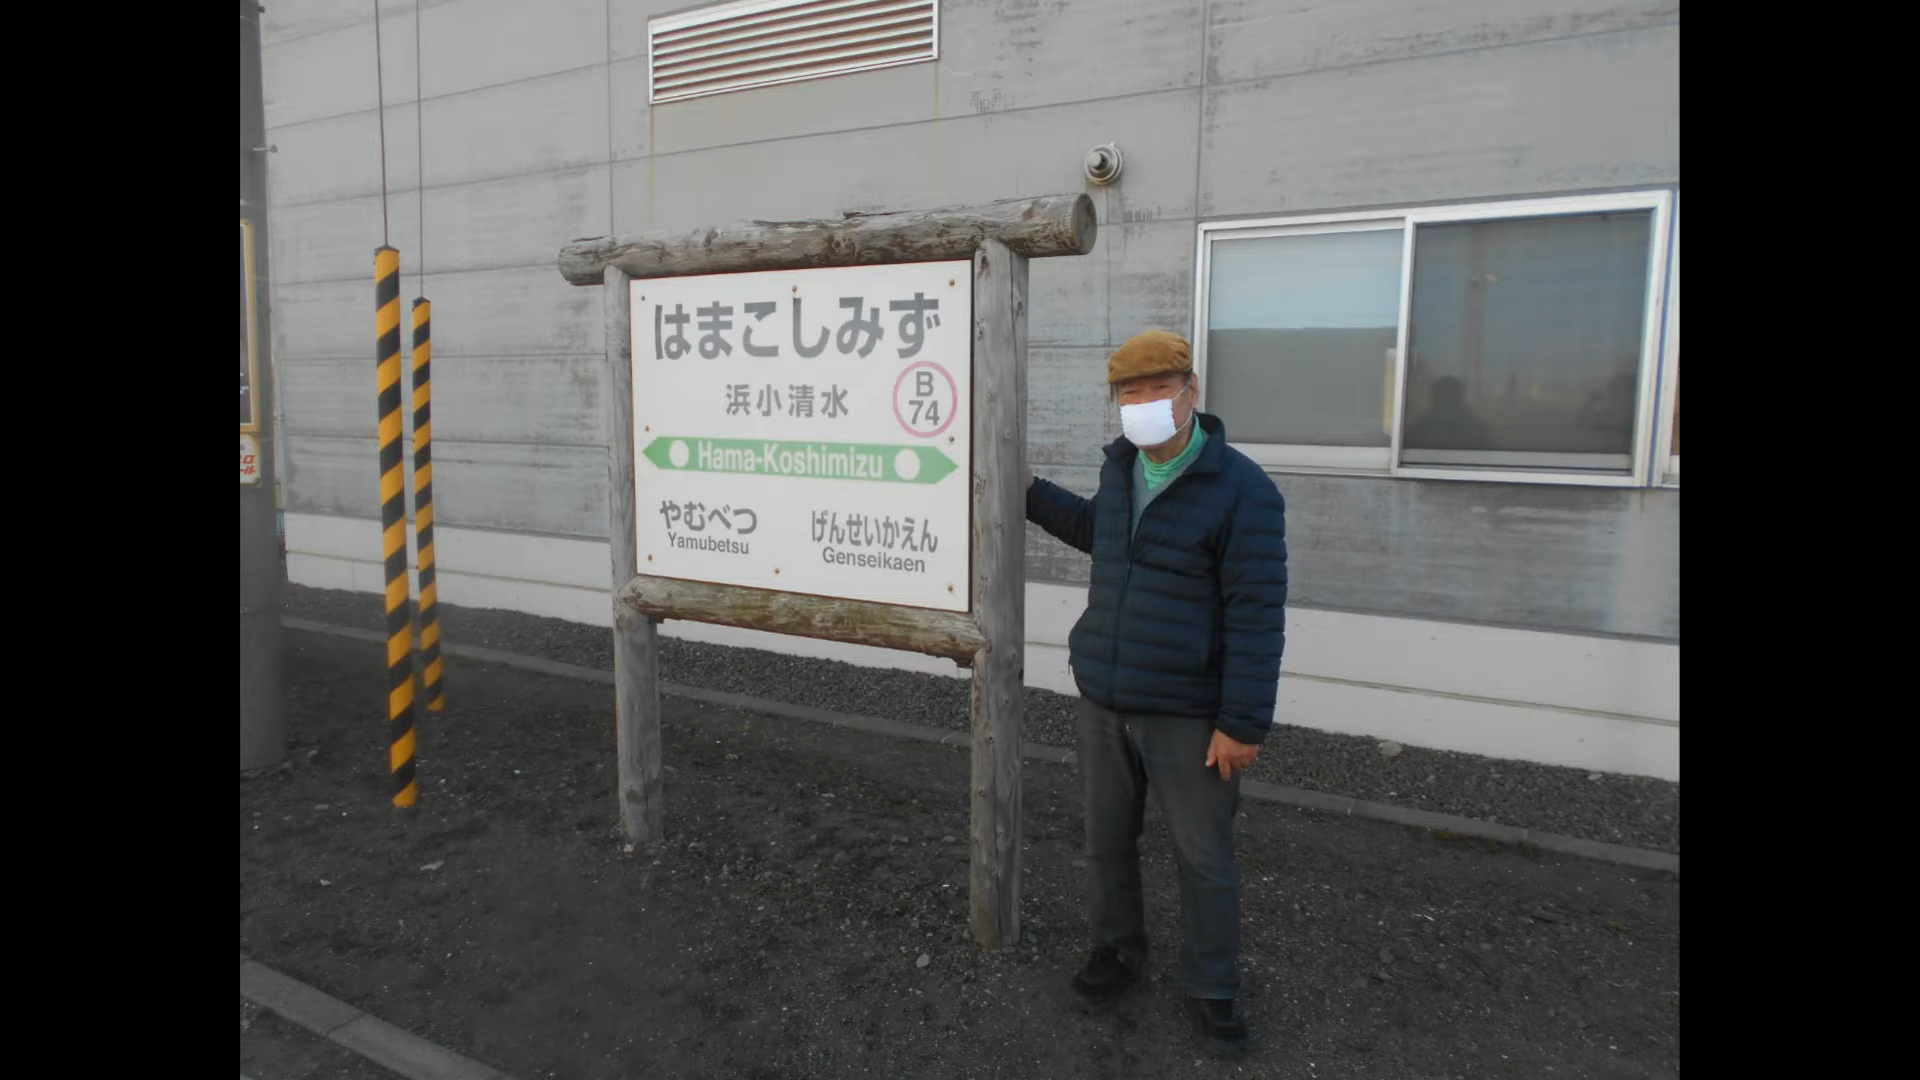 はまこしみず
浜小清水
B
74
Hama-Koshimizu
やむべつ
Yamubetsu
げんせいかえん
Genseikaen